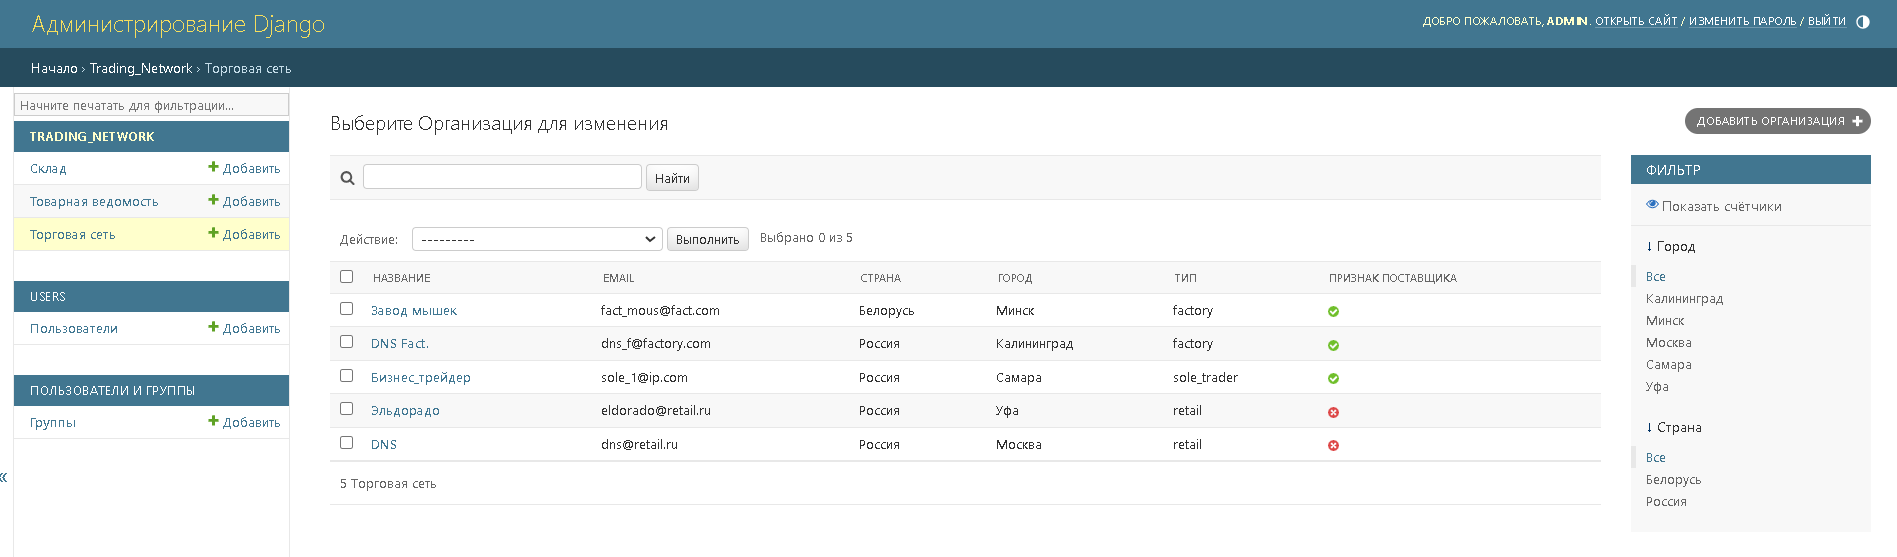 Администрирование Django
ДОБРО ПОЖАЛОВАТЬ, ADMIN. ОТКРЫТЬ САЙТ / ИЗМЕНИТЬ ПАРОЛЬ / ВЫЙТИ
Начало › Trading_Network › Торговая сеть
Начните печатать для фильтрации...
TRADING_NETWORK
Склад + Добавить
Товарная ведомость + Добавить
Торговая сеть + Добавить
USERS
Пользователи + Добавить
ПОЛЬЗОВАТЕЛИ И ГРУППЫ
Группы + Добавить
«
Выберите Организация для изменения
ДОБАВИТЬ ОРГАНИЗАЦИЯ +
Найти
Действие: --------- Выполнить Выбрано 0 из 5
НАЗВАНИЕ EMAIL СТРАНА ГОРОД ТИП ПРИЗНАК ПОСТАВЩИКА
Завод мышек fact_mous@fact.com Белорусь Минск factory
DNS Fact. dns_f@factory.com Россия Калининград factory
Бизнес_трейдер sole_1@ip.com Россия Самара sole_trader
Эльдорадо eldorado@retail.ru Россия Уфа retail
DNS dns@retail.ru Россия Москва retail
5 Торговая сеть
ФИЛЬТР
Показать счётчики
↓ Город
Все
Калининград
Минск
Москва
Самара
Уфа
↓ Страна
Все
Белорусь
Россия